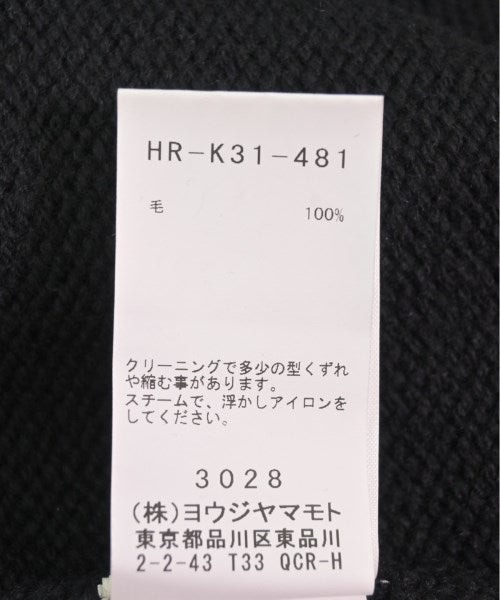 HR-K31-481
毛 100%
クリーニングで多少の型くずれ
や縮む事があります。
スチームで、浮かしアイロンを
してください。
3028
(株)ヨウジヤマモト
東京都品川区東品川
2-2-43 T33 QCR-H